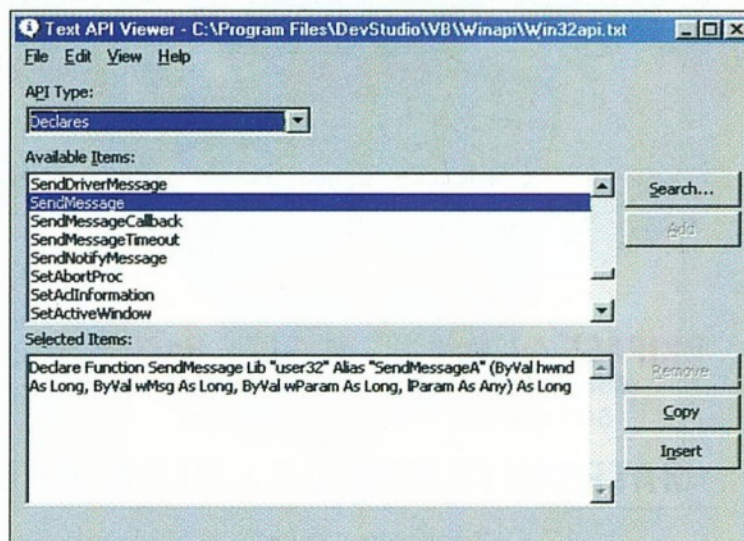 Text API Viewer - C:\Program Files\DevStudio\VB\Winapi\Win32api.txt
File Edit View Help
API Type:
Declares
Available Items:
SendDriverMessage
SendMessage
SendMessageCallback
SendMessageTimeout
SendNotifyMessage
SetAbortProc
SetAclInformation
SetActiveWindow
Search...
Add
Selected Items:
Declare Function SendMessage Lib "user32" Alias "SendMessageA" (ByVal hwnd
As Long, ByVal wMsg As Long, ByVal wParam As Long, lParam As Any) As Long
Remove
Copy
Insert